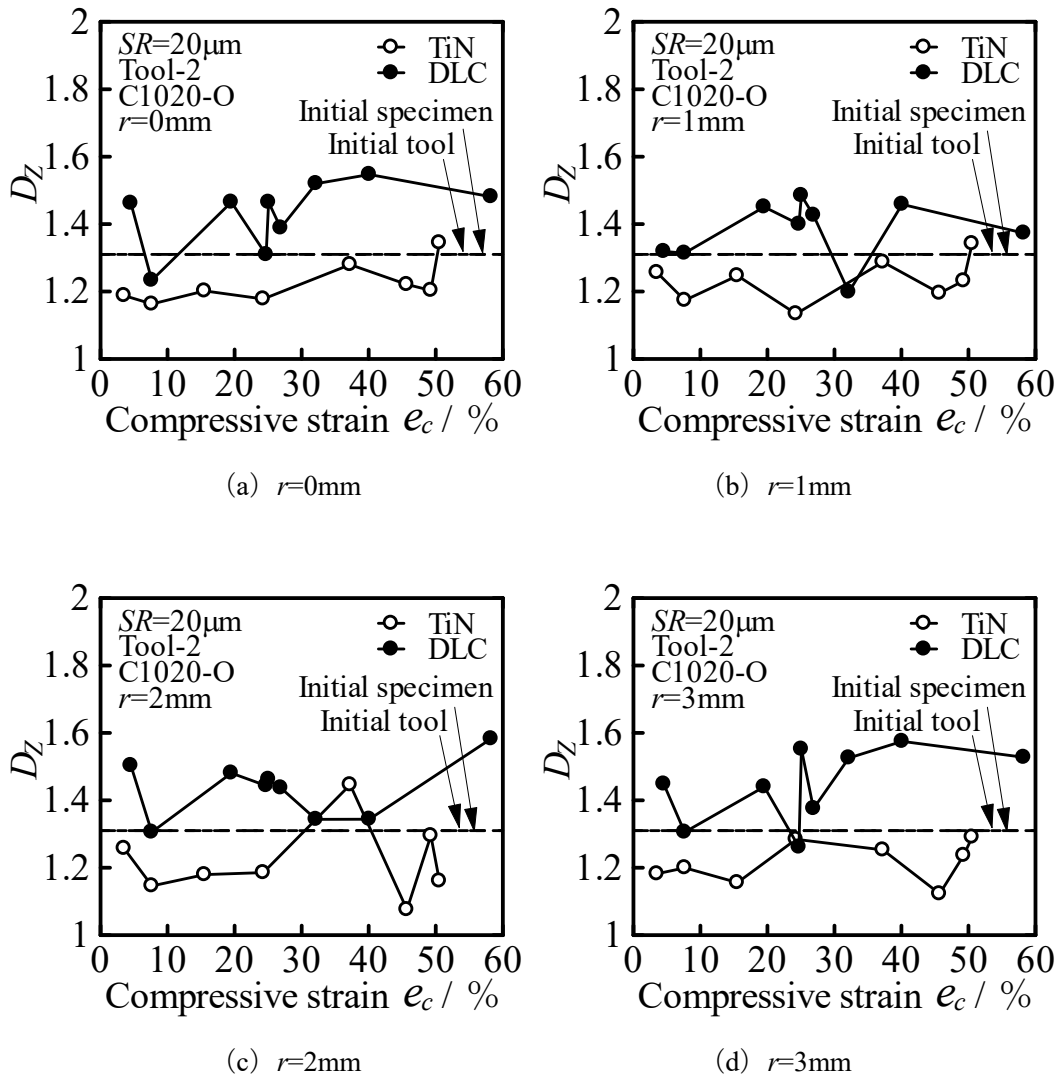 2
SR=20μm
TiN
Tool-2
DLC
1.8
C1020-O
r=0mm
Initial specimen
1.6
Initial tool
D_Z
1.4
1.2
1
0 10 20 30 40 50 60
Compressive strain e_c / %
(a) r=0mm
2
SR=20μm
TiN
Tool-2
DLC
1.8
C1020-O
r=1mm
Initial specimen
1.6
Initial tool
D_Z
1.4
1.2
1
0 10 20 30 40 50 60
Compressive strain e_c / %
(b) r=1mm
2
SR=20μm
TiN
Tool-2
DLC
1.8
C1020-O
r=2mm
Initial specimen
1.6
Initial tool
D_Z
1.4
1.2
1
0 10 20 30 40 50 60
Compressive strain e_c / %
(c) r=2mm
2
SR=20μm
TiN
Tool-2
DLC
1.8
C1020-O
r=3mm
Initial specimen
1.6
Initial tool
D_Z
1.4
1.2
1
0 10 20 30 40 50 60
Compressive strain e_c / %
(d) r=3mm